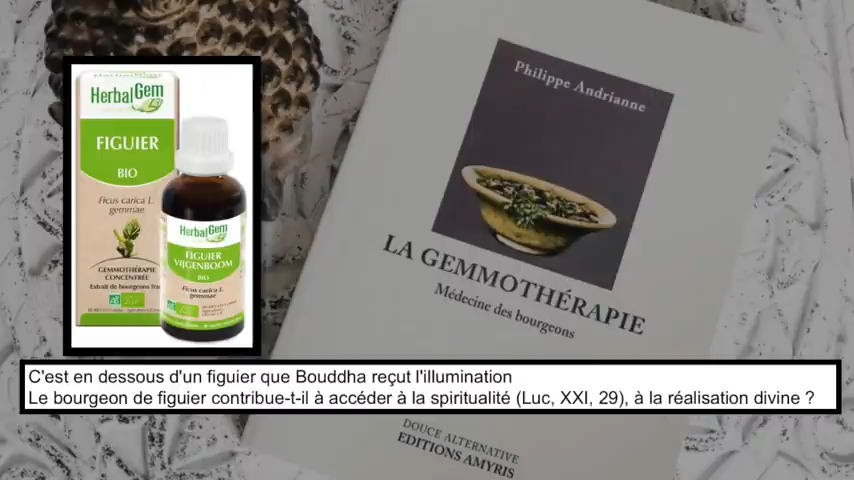 HerbalGem
FIGUIER
BIO
Ficus carica L.
gemmae
GEMMOTHÉRAPIE
CONCENTRÉE
Extrait de bourgeons
HerbalGem
FIGUIER
VIJGENBOOM
BIO
Ficus carica L.
gemmae
Philippe Andrianne
LA GEMMOTHÉRAPIE
Médecine des bourgeons
C'est en dessous d'un figuier que Bouddha reçut l'illumination
Le bourgeon de figuier contribue-t-il à accéder à la spiritualité (Luc, XXI, 29), à la réalisation divine ?
DOUCE ALTERNATIVE
EDITIONS AMYRIS